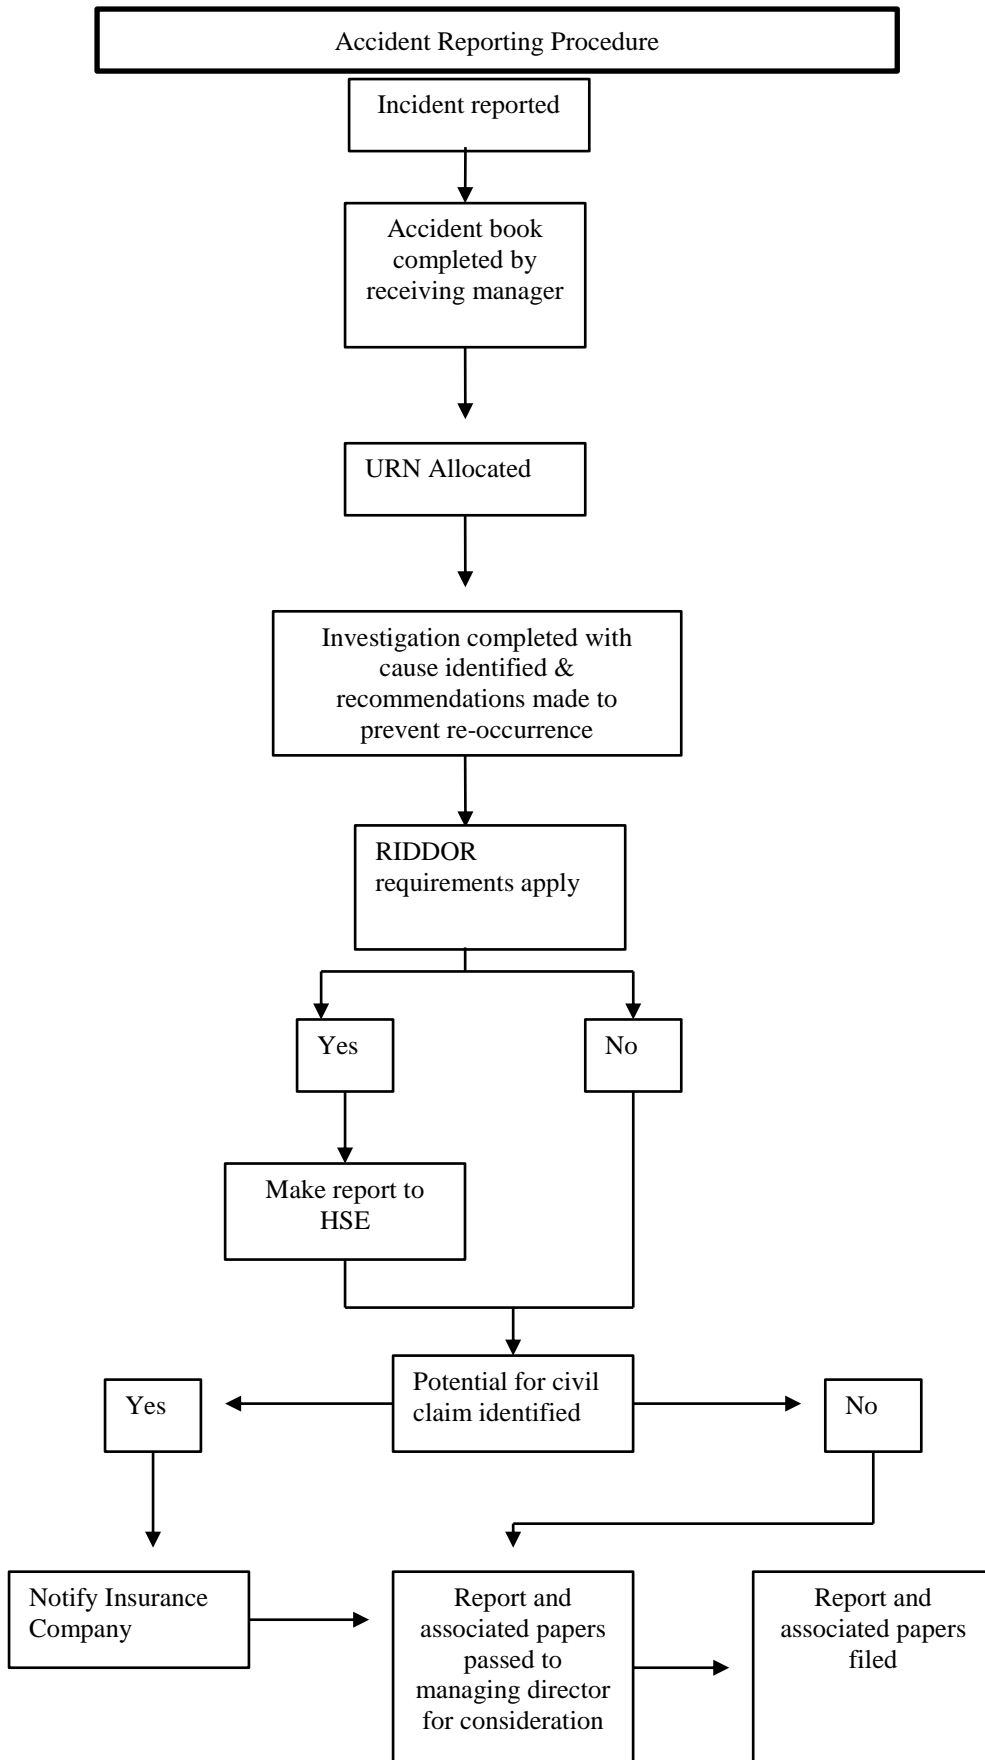 Accident Reporting Procedure
Incident reported
Accident book
completed by
receiving manager
URN Allocated
Investigation completed with
cause identified &
recommendations made to
prevent re-occurrence
RIDDOR
requirements apply
Yes
No
Make report to
HSE
Potential for civil
claim identified
Yes
No
Notify Insurance
Company
Report and
associated papers
passed to
managing director
for consideration
Report and
associated papers
filed